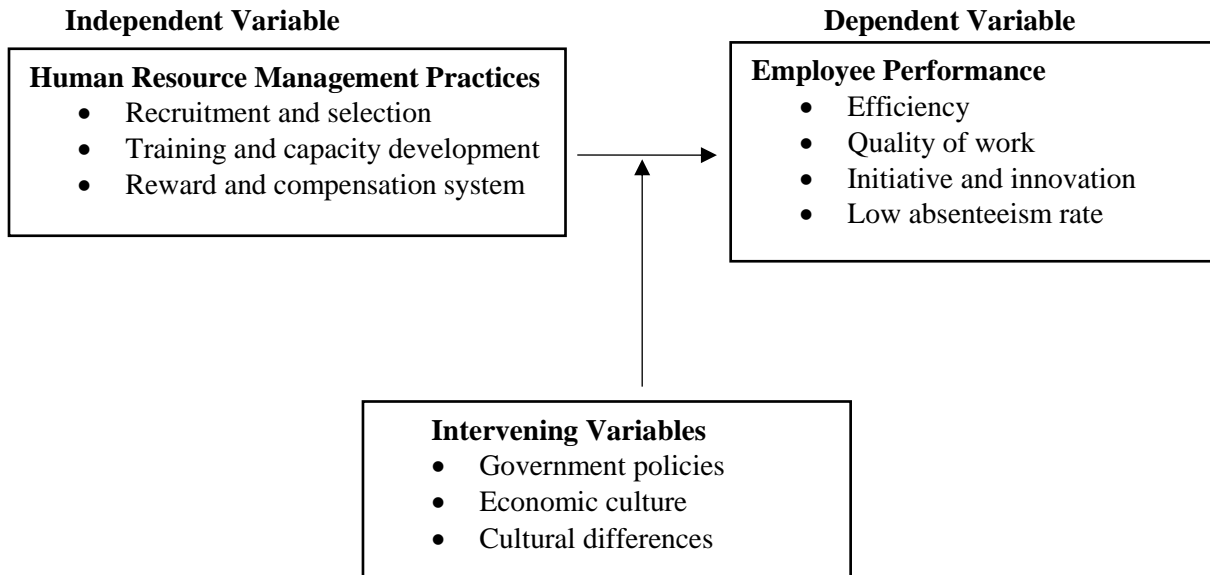 Independent Variable
Human Resource Management Practices
• Recruitment and selection
• Training and capacity development
• Reward and compensation system
Dependent Variable
Employee Performance
• Efficiency
• Quality of work
• Initiative and innovation
• Low absenteeism rate
Intervening Variables
• Government policies
• Economic culture
• Cultural differences